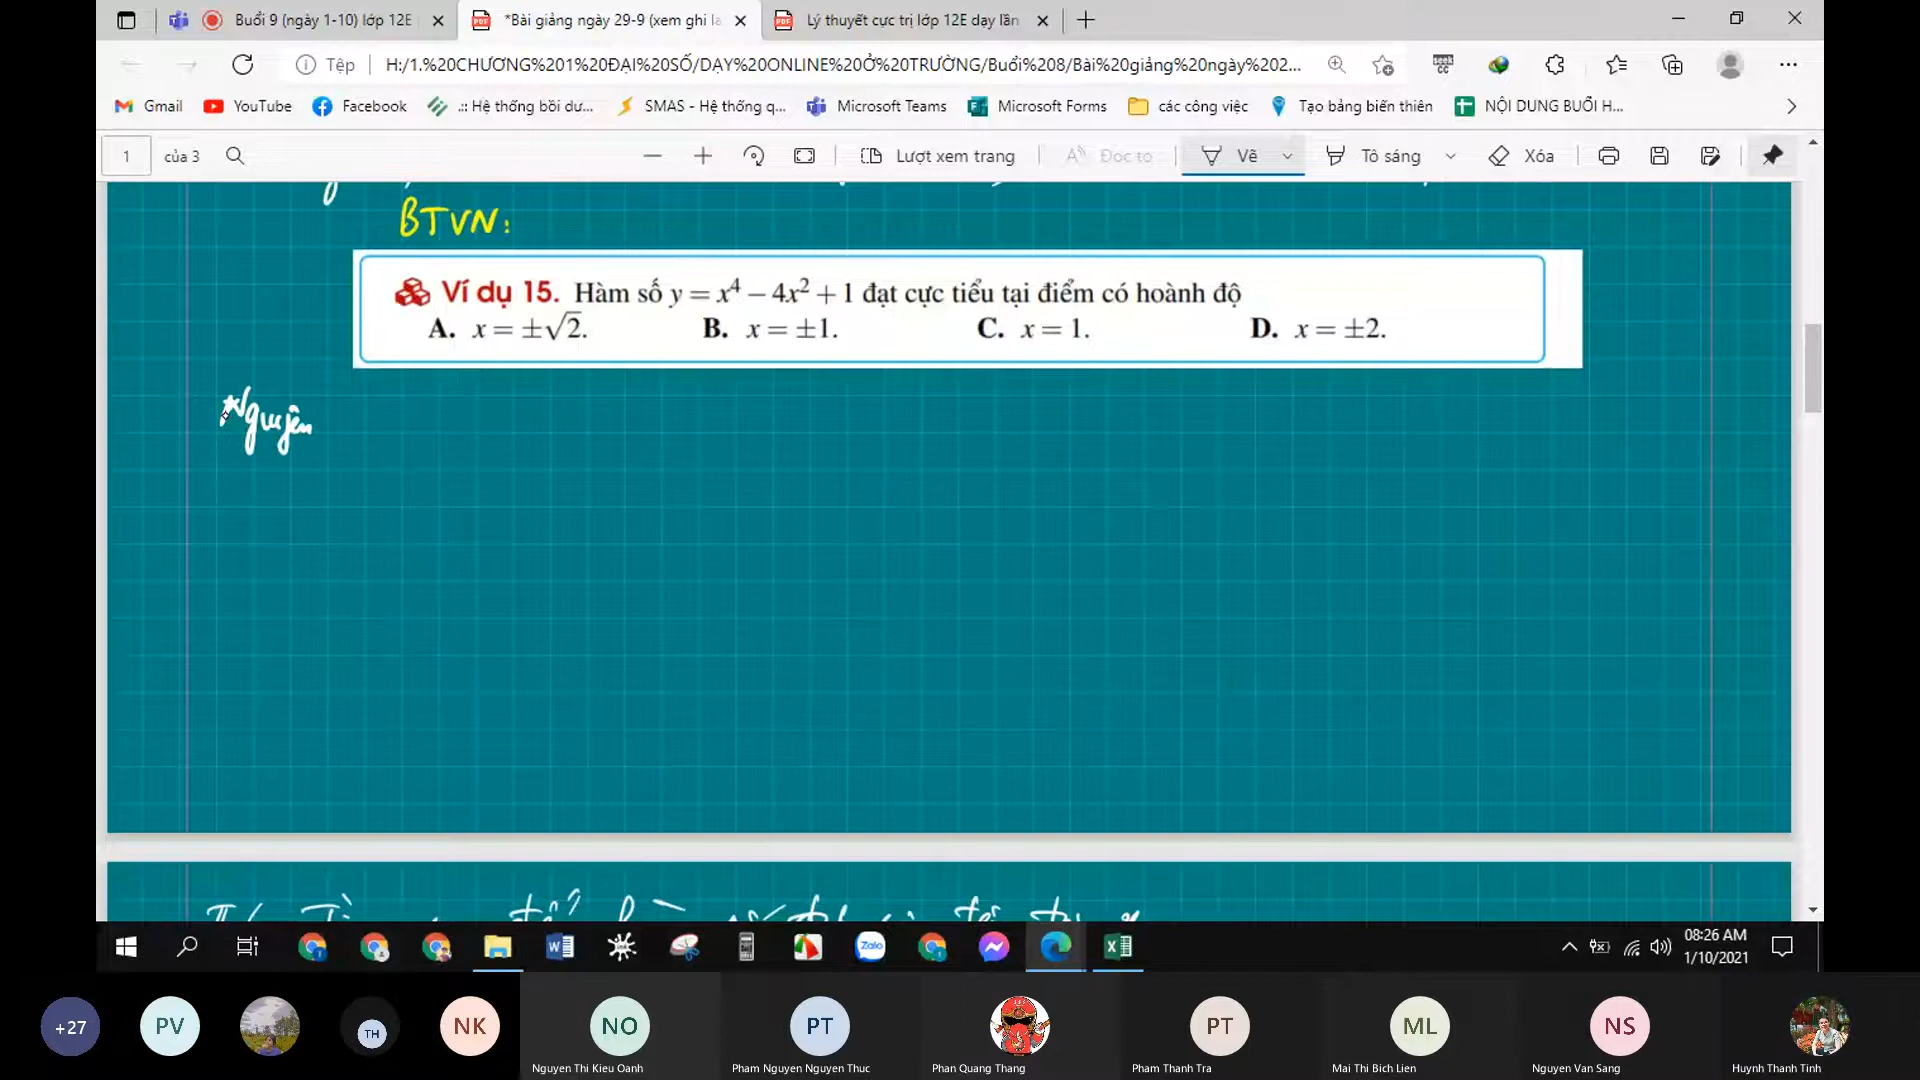 Buổi 9 (ngày 1-10) lớp 12E
*Bài giảng ngày 29-9 (xem ghi lạ
Lý thuyết cực trị lớp 12E dạy lần
Tệp
H:/1.%20CHƯƠNG%201%20ĐẠI%20SỐ/DẠY%20ONLINE%20Ở%20TRƯỜNG/Buổi%208/Bài%20giảng%20ngày%202...
Gmail
YouTube
Facebook
.:: Hệ thống bồi dư...
SMAS - Hệ thống q...
Microsoft Teams
Microsoft Forms
các công việc
Tạo bảng biến thiên
NỘI DUNG BUỔI H...
1 của 3
Lượt xem trang
Đọc to
Vẽ
Tô sáng
Xóa
BTVN:
Ví dụ 15. Hàm số y = x⁴ − 4x² + 1 đạt cực tiểu tại điểm có hoành độ
A. x = ±√2. B. x = ±1. C. x = 1. D. x = ±2.
Nguyên
Zalo
08:26 AM
1/10/2021
+27
PV
TH
NK
NO
PT
PT
ML
NS
Nguyen Thi Kieu Oanh
Pham Nguyen Nguyen Thuc
Phan Quang Thang
Pham Thanh Tra
Mai Thi Bich Lien
Nguyen Van Sang
Huynh Thanh Tinh